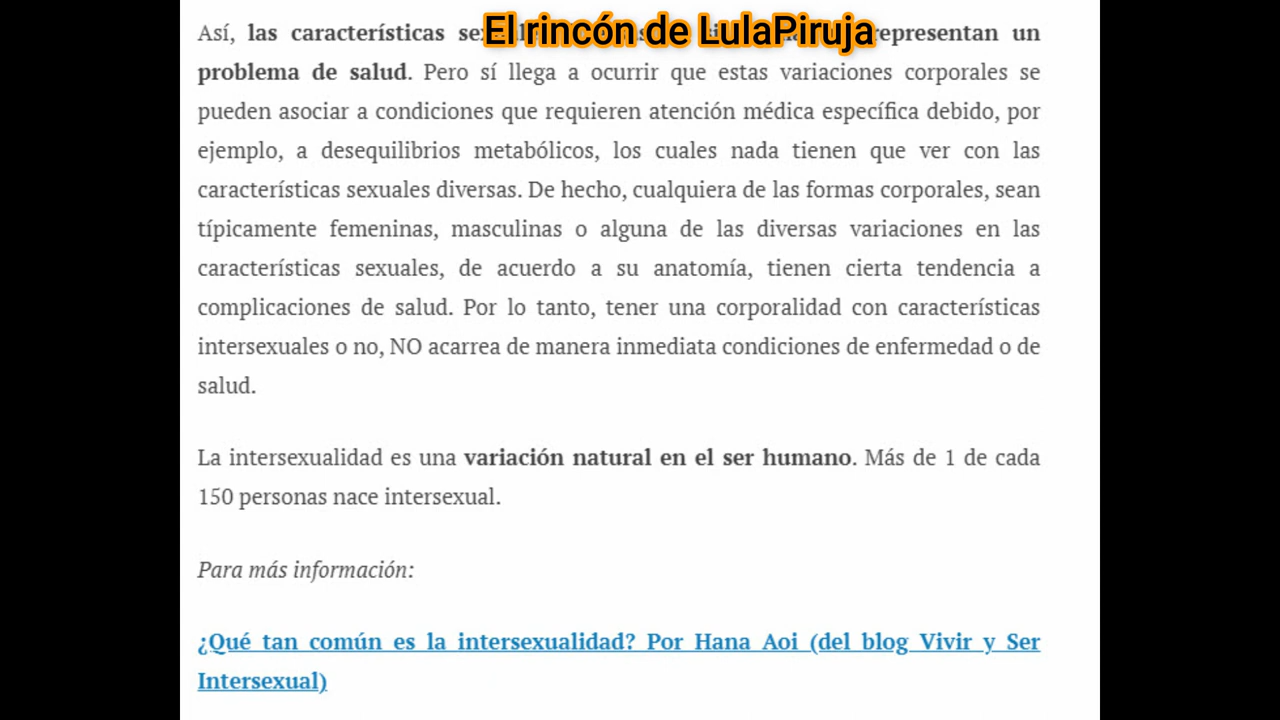 El rincón de LulaPiruja
Así, las características representan un
problema de salud. Pero sí llega a ocurrir que estas variaciones corporales se
pueden asociar a condiciones que requieren atención médica específica debido, por
ejemplo, a desequilibrios metabólicos, los cuales nada tienen que ver con las
características sexuales diversas. De hecho, cualquiera de las formas corporales, sean
típicamente femeninas, masculinas o alguna de las diversas variaciones en las
características sexuales, de acuerdo a su anatomía, tienen cierta tendencia a
complicaciones de salud. Por lo tanto, tener una corporalidad con características
intersexuales o no, NO acarrea de manera inmediata condiciones de enfermedad o de
salud.
La intersexualidad es una variación natural en el ser humano. Más de 1 de cada
150 personas nace intersexual.
Para más información:
¿Qué tan común es la intersexualidad? Por Hana Aoi (del blog Vivir y Ser
Intersexual)